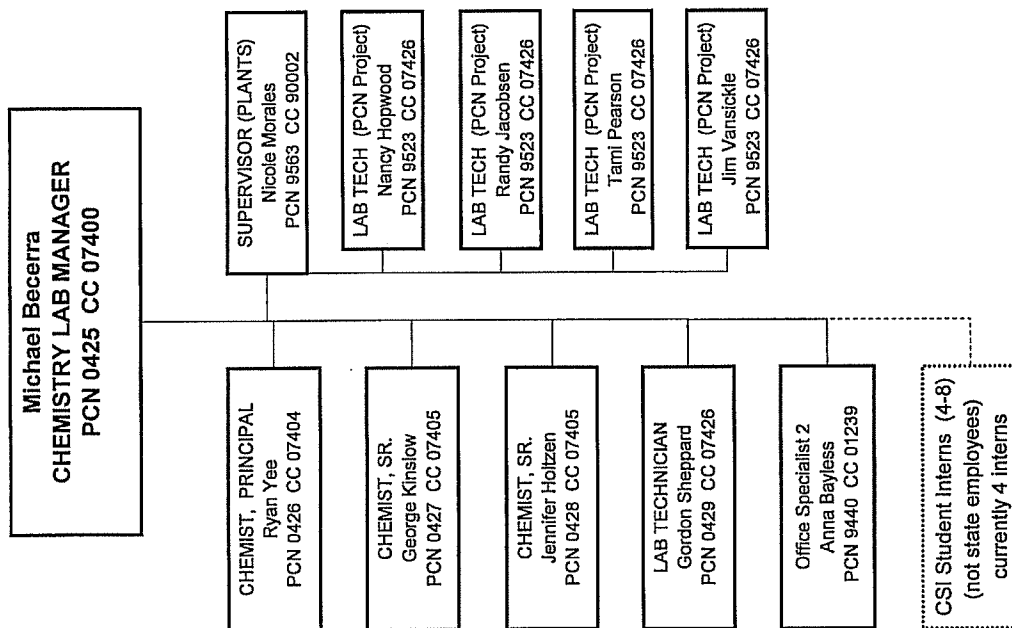 Michael Becerra
CHEMISTRY LAB MANAGER
PCN 0425 CC 07400
CHEMIST, PRINCIPAL
Ryan Yee
PCN 0426 CC 07404
CHEMIST, SR.
George Kinslow
PCN 0427 CC 07405
CHEMIST, SR.
Jennifer Holtzen
PCN 0428 CC 07405
LAB TECHNICIAN
Gordon Sheppard
PCN 0429 CC 07426
Office Specialist 2
Anna Bayless
PCN 9440 CC 01239
CSI Student Interns (4-8)
(not state employees)
currently 4 interns
SUPERVISOR (PLANTS)
Nicole Morales
PCN 9563 CC 90002
LAB TECH (PCN Project)
Nancy Hopwood
PCN 9523 CC 07426
LAB TECH (PCN Project)
Randy Jacobsen
PCN 9523 CC 07426
LAB TECH (PCN Project)
Tami Pearson
PCN 9523 CC 07426
LAB TECH (PCN Project)
Jim Vansickle
PCN 9523 CC 07426